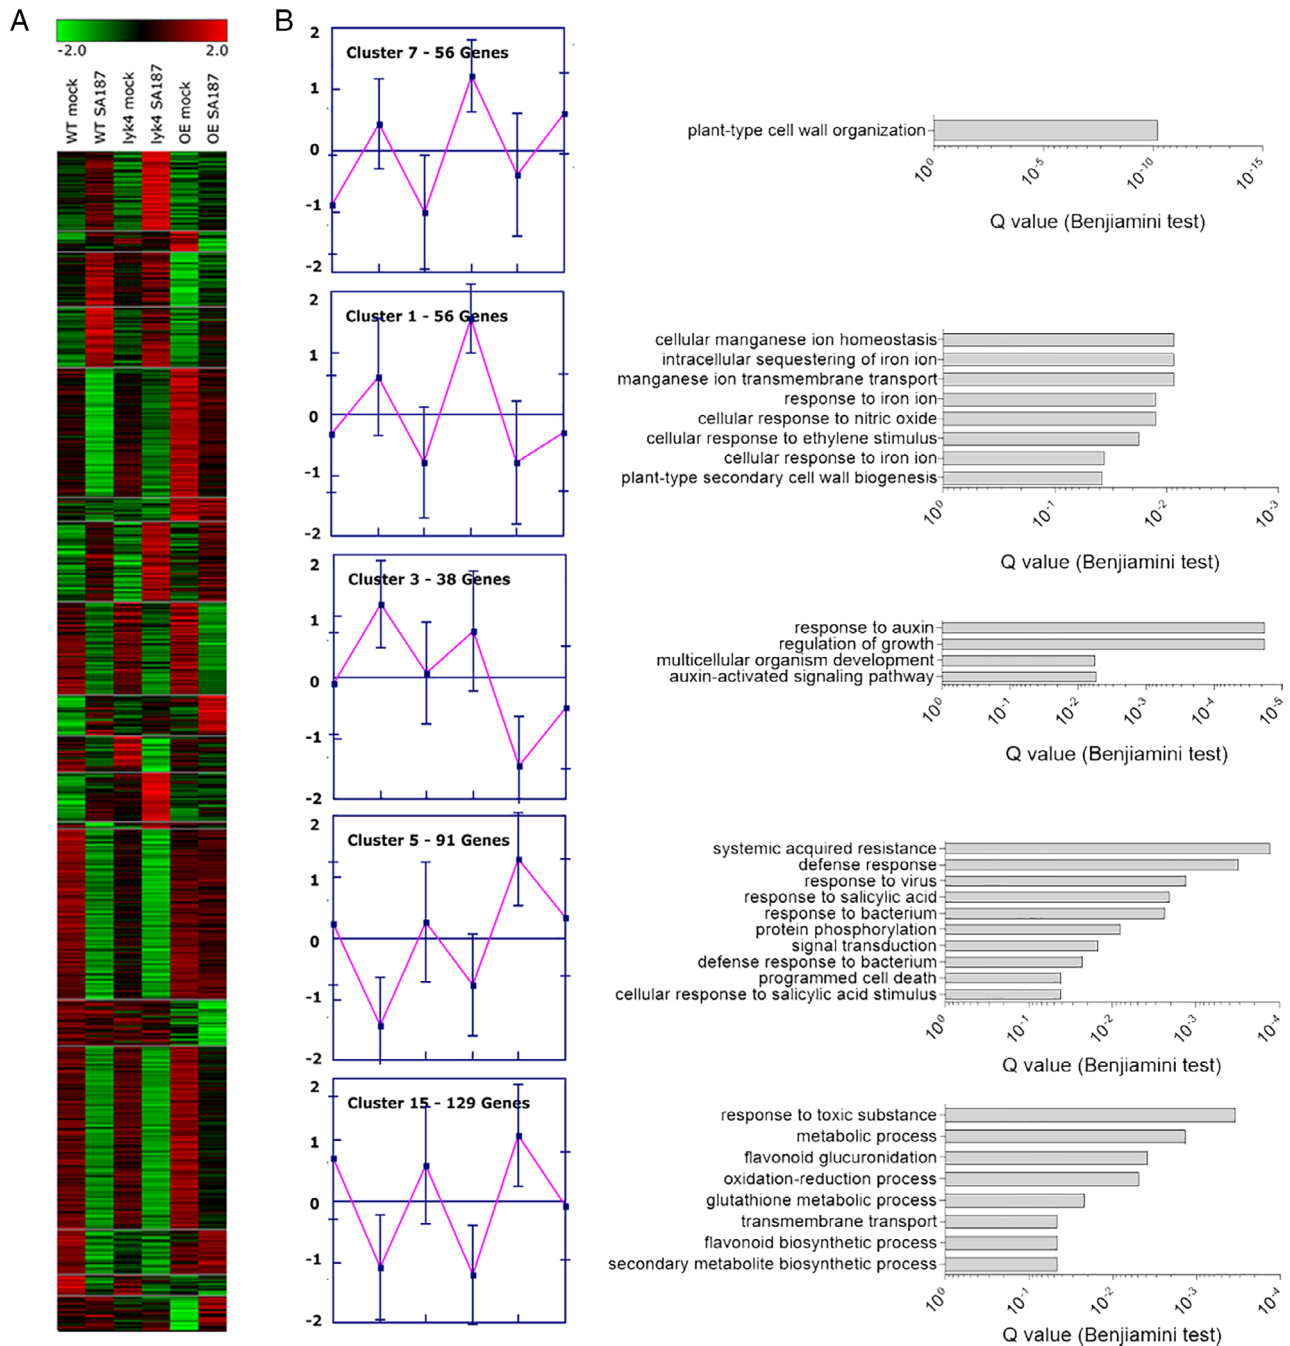 A
B
-2.0 2.0
WT mock
WT SA187
lyk4 mock
lyk4 SA187
OE mock
OE SA187
Cluster 7 - 56 Genes
2
1
0
-1
-2
plant-type cell wall organization
10^0 10^-5 10^-10 10^-15
Q value (Benjiamini test)
Cluster 1 - 56 Genes
2
1
0
-1
-2
cellular manganese ion homeostasis
intracellular sequestering of iron ion
manganese ion transmembrane transport
response to iron ion
cellular response to nitric oxide
cellular response to ethylene stimulus
cellular response to iron ion
plant-type secondary cell wall biogenesis
10^0 10^-1 10^-2 10^-3
Q value (Benjiamini test)
Cluster 3 - 38 Genes
2
1
0
-1
-2
response to auxin
regulation of growth
multicellular organism development
auxin-activated signaling pathway
10^0 10^-1 10^-2 10^-3 10^-4 10^-5
Q value (Benjiamini test)
Cluster 5 - 91 Genes
2
1
0
-1
-2
systemic acquired resistance
defense response
response to virus
response to salicylic acid
response to bacterium
protein phosphorylation
signal transduction
defense response to bacterium
programmed cell death
cellular response to salicylic acid stimulus
10^0 10^-1 10^-2 10^-3 10^-4
Q value (Benjiamini test)
Cluster 15 - 129 Genes
2
1
0
-1
-2
response to toxic substance
metabolic process
flavonoid glucuronidation
oxidation-reduction process
glutathione metabolic process
transmembrane transport
flavonoid biosynthetic process
secondary metabolite biosynthetic process
10^0 10^-1 10^-2 10^-3 10^-4
Q value (Benjiamini test)